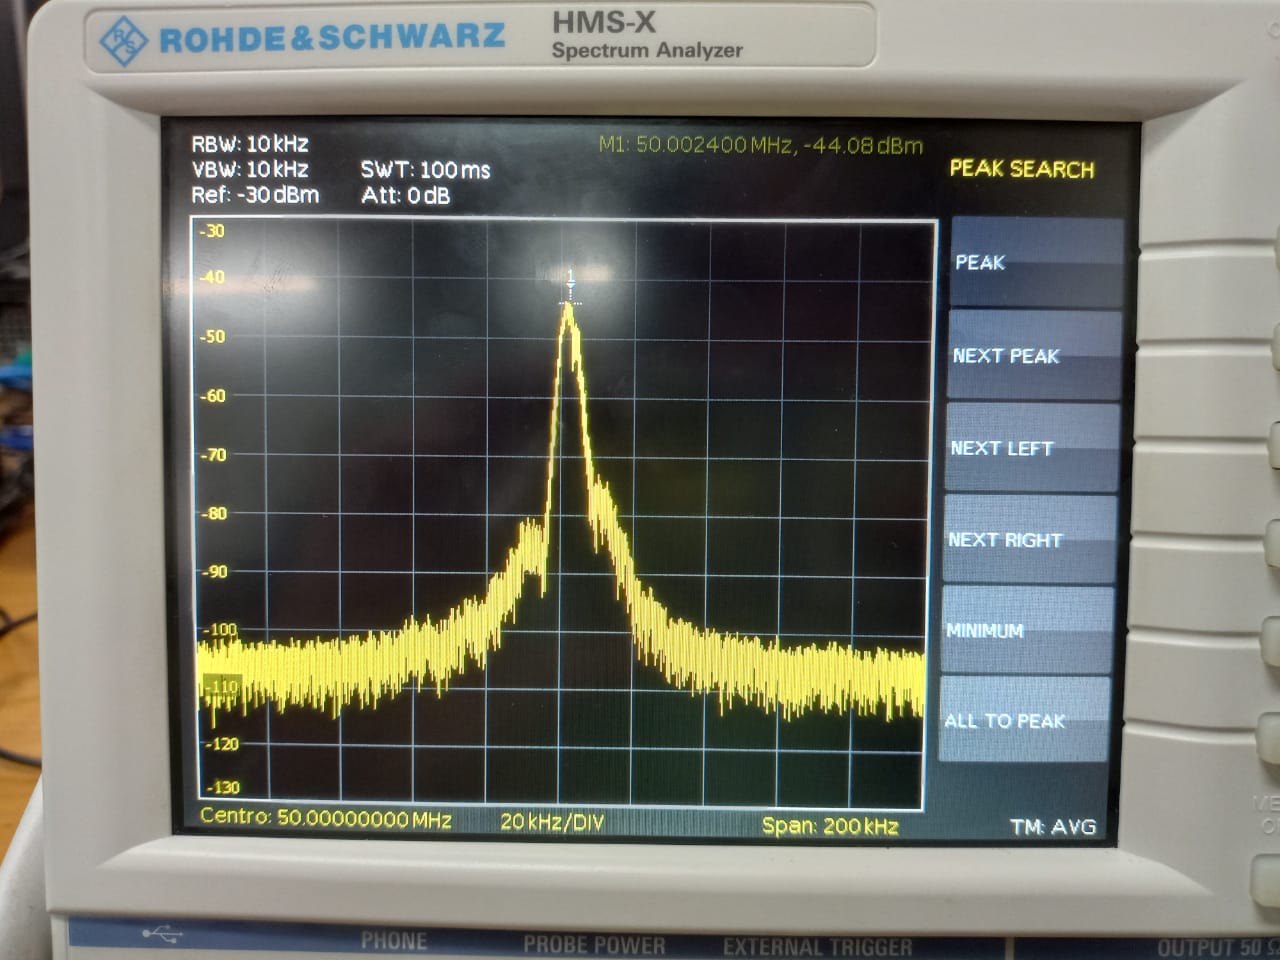 ROHDE&SCHWARZ
HMS-X
Spectrum Analyzer
RBW: 10 kHz
VBW: 10 kHz
SWT: 100 ms
Ref: -30 dBm
Att: 0 dB
M1: 50.002400 MHz, -44.08 dBm
PEAK SEARCH
-30
-40
1
-50
-60
-70
-80
-90
-100
-110
-120
-130
PEAK
NEXT PEAK
NEXT LEFT
NEXT RIGHT
MINIMUM
ALL TO PEAK
Centro: 50.00000000 MHz
20 kHz/DIV
Span: 200 kHz
TM: AVG
PHONE
PROBE POWER
EXTERNAL TRIGGER
OUTPUT 50 Ω